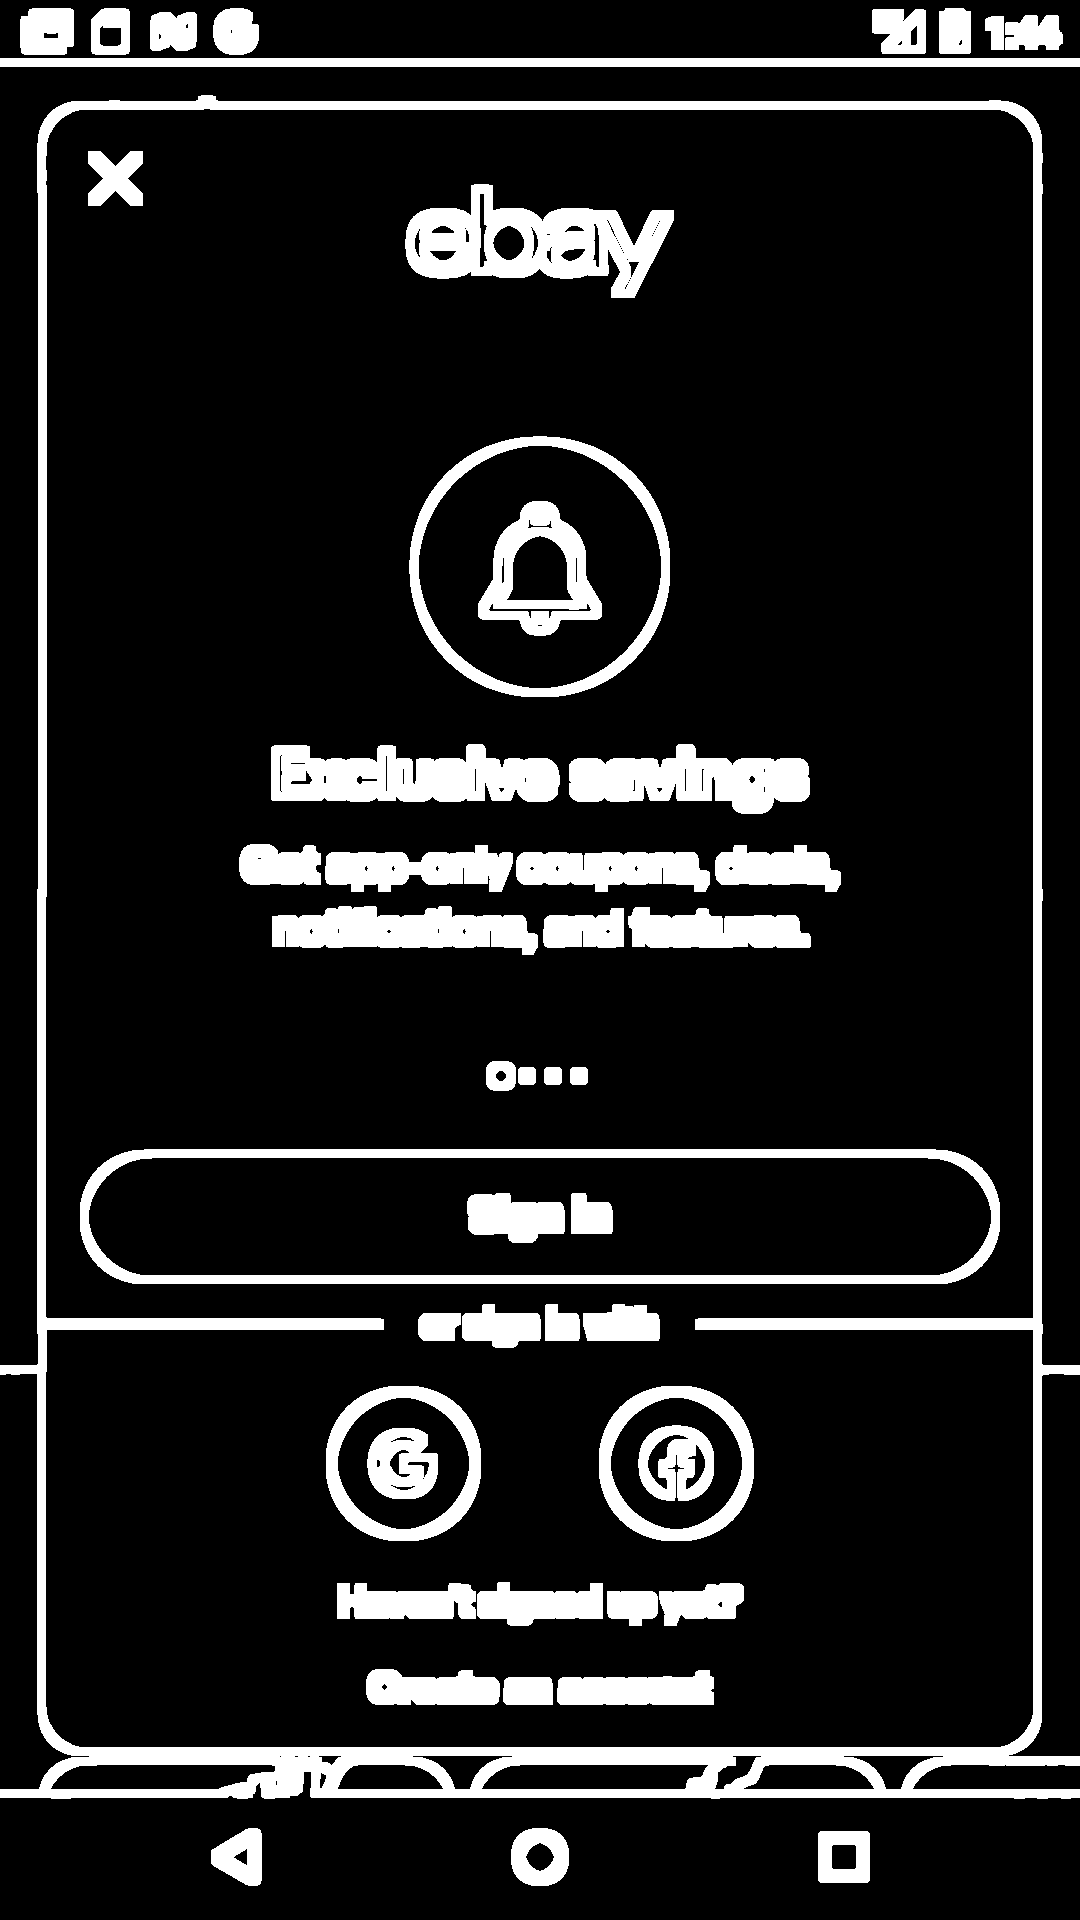 1:44
ebay
Exclusive savings
Get app-only coupons, deals,
notifications, and features.
Sign in
or sign in with
G
f
Haven't signed up yet?
Create an account